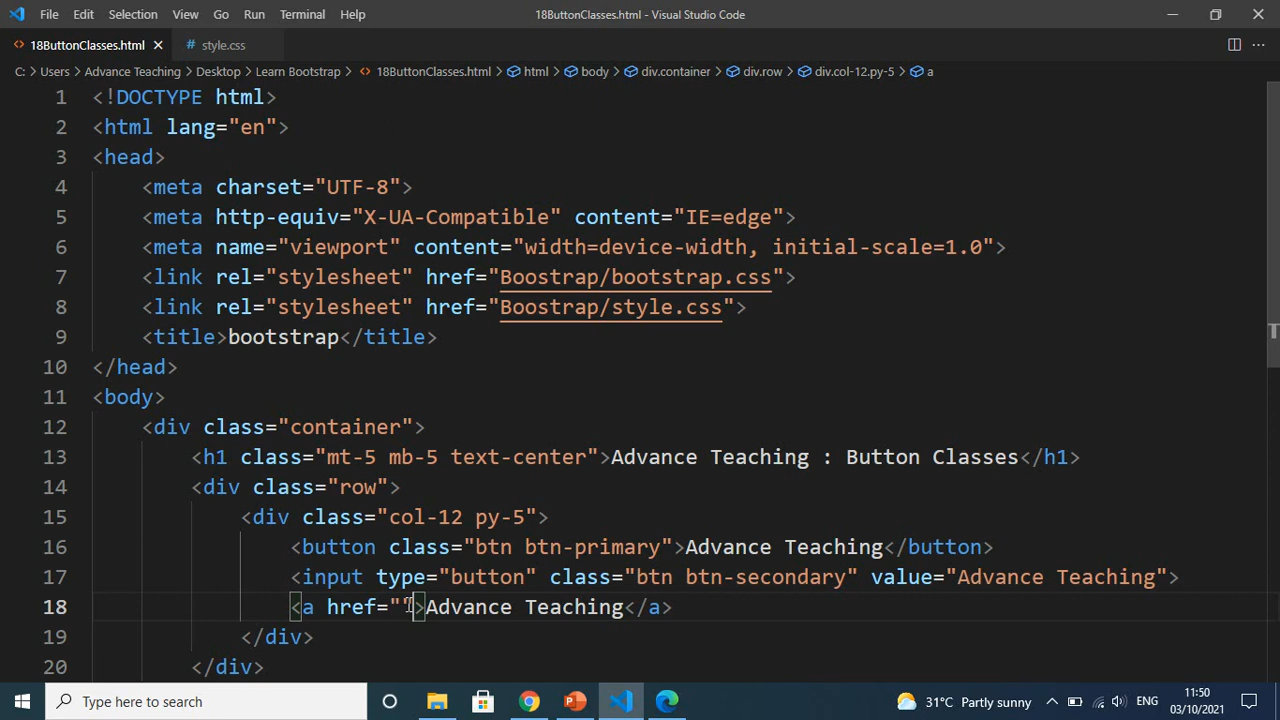 File Edit Selection View Go Run Terminal Help 18ButtonClasses.html - Visual Studio Code
18ButtonClasses.html # style.css
C: > Users > Advance Teaching > Desktop > Learn Bootstrap > 18ButtonClasses.html > html > body > div.container > div.row > div.col-12.py-5 > a
1 <!DOCTYPE html>
2 <html lang="en">
3 <head>
4 <meta charset="UTF-8">
5 <meta http-equiv="X-UA-Compatible" content="IE=edge">
6 <meta name="viewport" content="width=device-width, initial-scale=1.0">
7 <link rel="stylesheet" href="Boostrap/bootstrap.css">
8 <link rel="stylesheet" href="Boostrap/style.css">
9 <title>bootstrap</title>
10 </head>
11 <body>
12 <div class="container">
13 <h1 class="mt-5 mb-5 text-center">Advance Teaching : Button Classes</h1>
14 <div class="row">
15 <div class="col-12 py-5">
16 <button class="btn btn-primary">Advance Teaching</button>
17 <input type="button" class="btn btn-secondary" value="Advance Teaching">
18 <a href="">Advance Teaching</a>
19 </div>
20 </div>
Type here to search 31°C Partly sunny ENG 11:50
03/10/2021